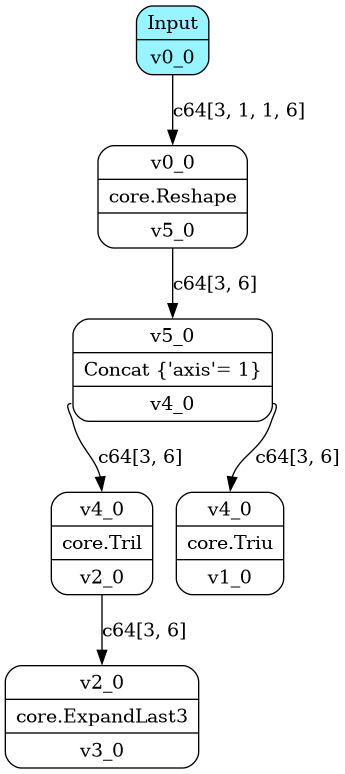 Input
v0_0
c64[3, 1, 1, 6]
v0_0
core.Reshape
v5_0
c64[3, 6]
v5_0
Concat {'axis'= 1}
v4_0
c64[3, 6]
c64[3, 6]
v4_0
core.Tril
v2_0
v4_0
core.Triu
v1_0
c64[3, 6]
v2_0
core.ExpandLast3
v3_0